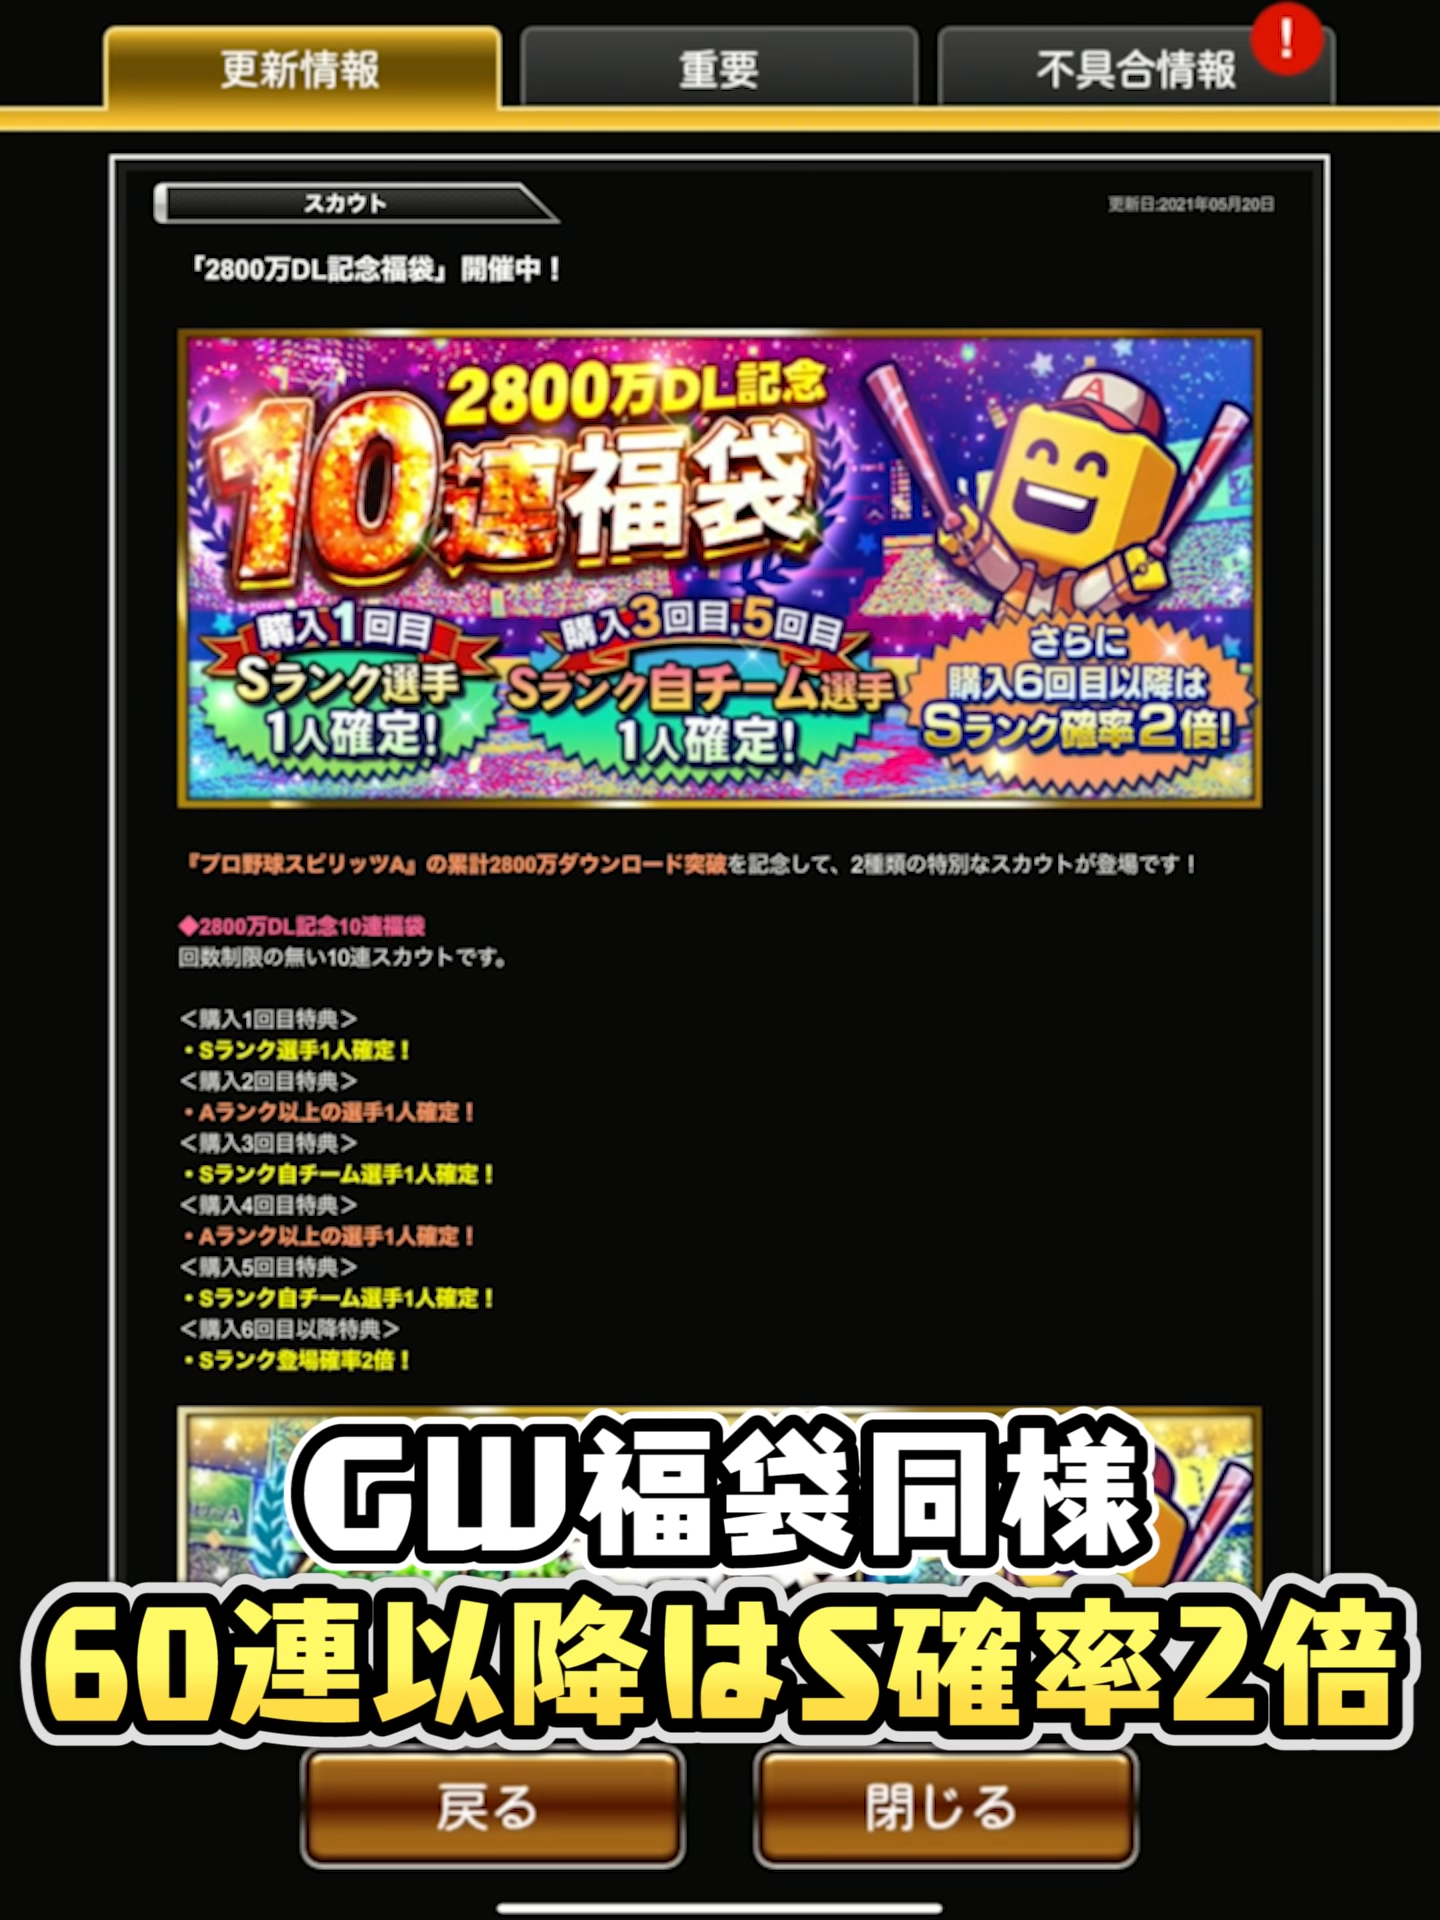 更新情報
重要
不具合情報
!
スカウト
更新日:2021年05月20日
「2800万DL記念福袋」開催中！
2800万DL記念
10連福袋
A
購入1回目
Sランク選手
1人確定!
購入3回目,5回目
Sランク自チーム選手
1人確定!
さらに
購入6回目以降は
Sランク確率2倍!
『プロ野球スピリッツA』の累計2800万ダウンロード突破を記念して、2種類の特別なスカウトが登場です！
◆2800万DL記念10連福袋
回数制限の無い10連スカウトです。
＜購入1回目特典＞
・Sランク選手1人確定！
＜購入2回目特典＞
・Aランク以上の選手1人確定！
＜購入3回目特典＞
・Sランク自チーム選手1人確定！
＜購入4回目特典＞
・Aランク以上の選手1人確定！
＜購入5回目特典＞
・Sランク自チーム選手1人確定！
＜購入6回目以降特典＞
・Sランク登場確率2倍！
GW福袋同様
60連以降はS確率2倍
戻る
閉じる